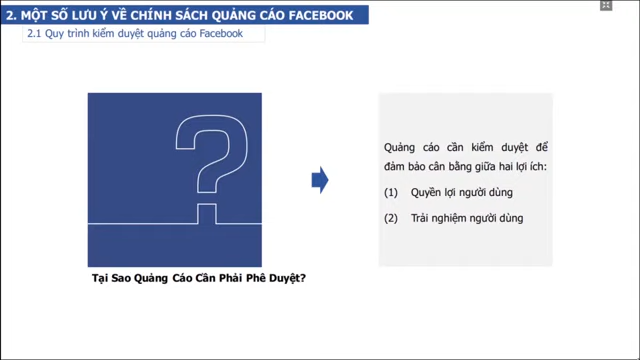 2. MỘT SỐ LƯU Ý VỀ CHÍNH SÁCH QUẢNG CÁO FACEBOOK
2.1 Quy trình kiểm duyệt quảng cáo Facebook
Quảng cáo cần kiểm duyệt để
đảm bảo cân bằng giữa hai lợi ích:
(1) Quyền lợi người dùng
(2) Trải nghiệm người dùng
Tại Sao Quảng Cáo Cần Phải Phê Duyệt?